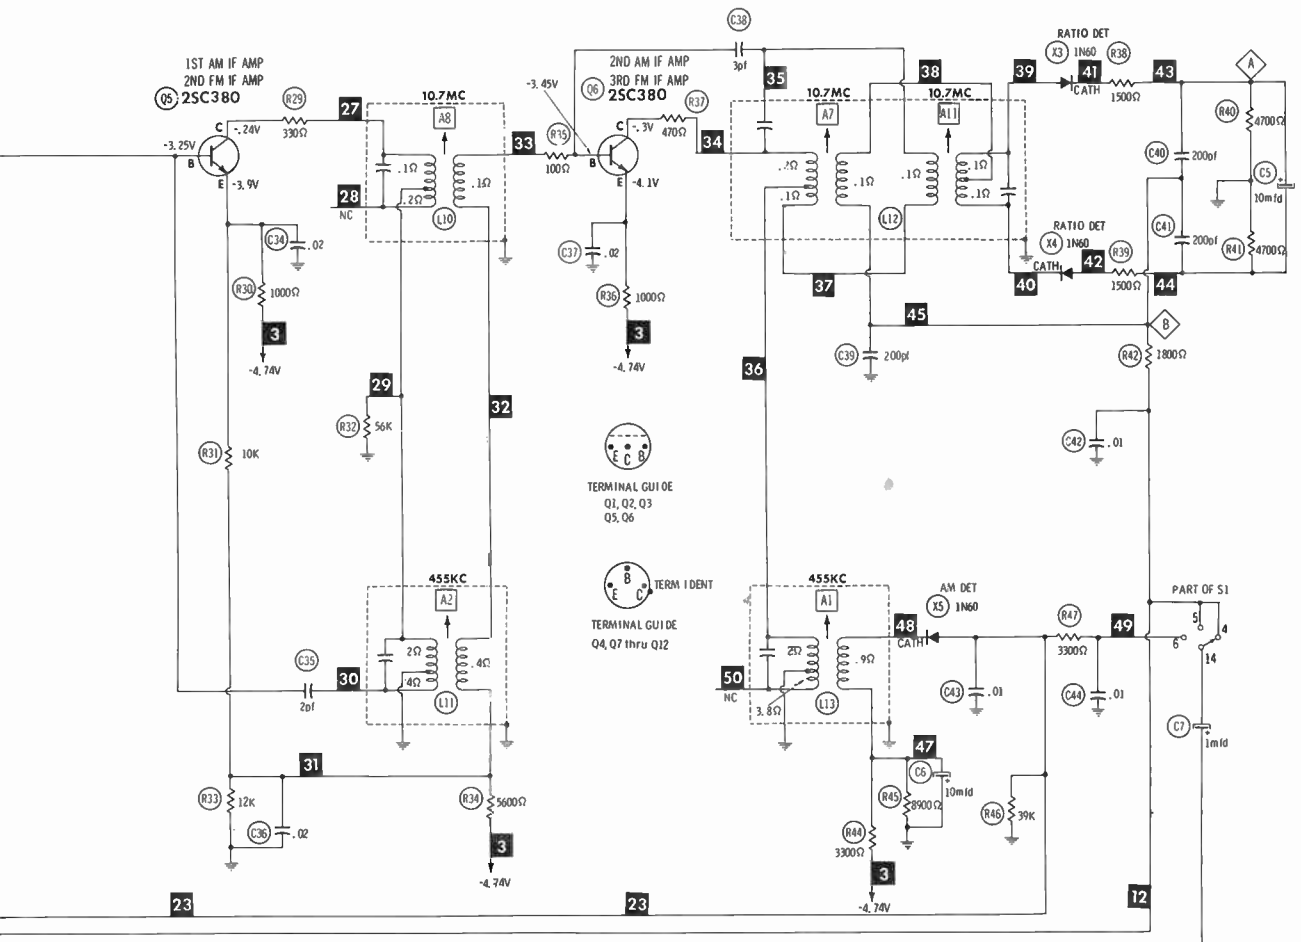 1ST AM IF AMP
2ND FM IF AMP
Q5 2SC380
R29
330Ω
27
-3.25V
C
-.24V
B
E
-3.9V
28
NC
10.7MC
A8
.1Ω
.2Ω
.1Ω
L10
33
C34
.02
R30
1000Ω
3
-4.74V
R31
10K
29
R32
56K
32
455KC
A2
2Ω
.4Ω
.4Ω
L11
C35
2pf
30
31
R33
12K
C36
.02
R34
5600Ω
3
-4.74V
23
2ND AM IF AMP
3RD FM IF AMP
Q6
2SC380
-3.45V
R35
100Ω
C
-.3V
B
E
-4.1V
R37
470Ω
34
C37
.02
R36
1000Ω
3
-4.74V
E C B
TERMINAL GUIDE
Q1, Q2, Q3
Q5, Q6
B
E C
TERM IDENT
TERMINAL GUIDE
Q4, Q7 thru Q12
23
C38
3pf
35
10.7MC
A7
.2Ω
.1Ω
.1Ω
38
10.7MC
A11
.1Ω
.1Ω
.1Ω
L12
37
36
C39
200pf
45
39
RATIO DET
X3 1N60
41
CATH
R38
1500Ω
43
40
RATIO DET
X4 1N60
CATH
42
R39
1500Ω
44
C40
200pf
C41
200pf
A
R40
4700Ω
R41
4700Ω
C5
10mfd
+
B
R42
1800Ω
C42
.01
455KC
A1
2Ω
3.8Ω
.9Ω
L13
50
NC
48
AM DET
X5 1N60
CATH
C43
.01
R47
3300Ω
C44
.01
49
PART OF S1
5
4
6
14
C7
+
1mfd
47
C6
+
10mfd
R45
8900Ω
R44
3300Ω
3
-4.74V
R46
39K
12